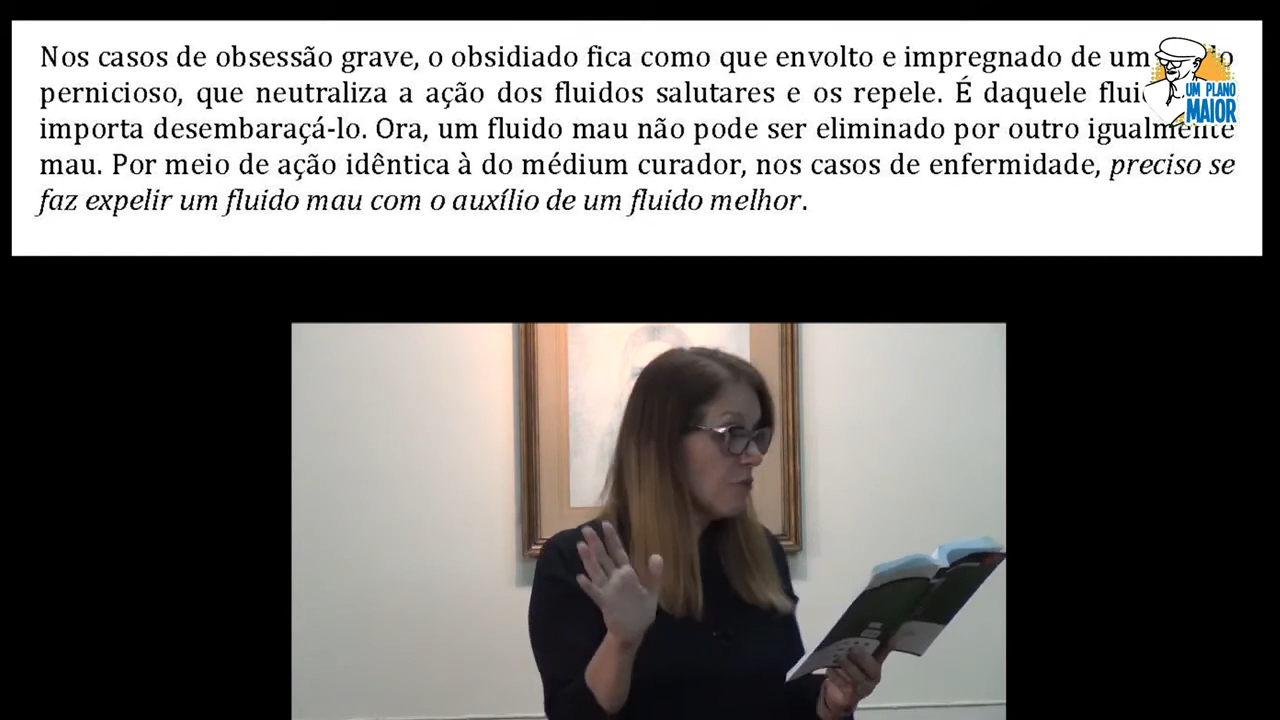 Nos casos de obsessão grave, o obsidiado fica como que envolto e impregnado de um
pernicioso, que neutraliza a ação dos fluidos salutares e os repele. É daquele
importa desembaraçá-lo. Ora, um fluido mau não pode ser eliminado por outro igualmente
mau. Por meio de ação idêntica à do médium curador, nos casos de enfermidade, preciso se
faz expelir um fluido mau com o auxílio de um fluido melhor.
UM PLANO
MAIOR